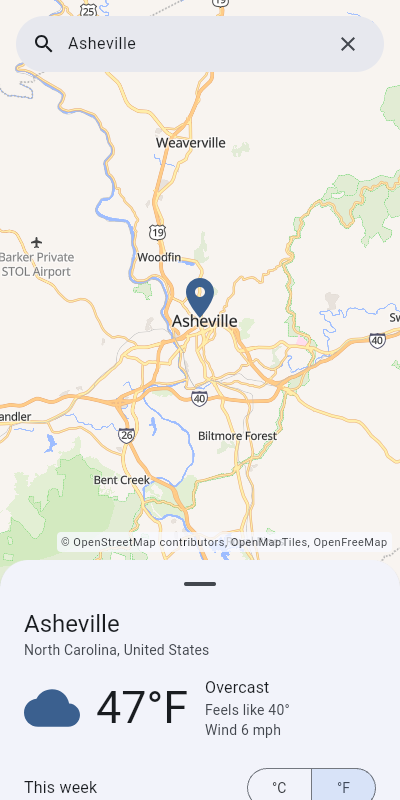 25
19
Asheville
Weaverville
19
Woodfin
Barker Private
STOL Airport
Asheville
Sw
40
40
andler
26
Biltmore Forest
Bent Creek
© OpenStreetMap contributors, OpenMapTiles, OpenFreeMap
Asheville
North Carolina, United States
47°F
Overcast
Feels like 40°
Wind 6 mph
This week
°C
°F